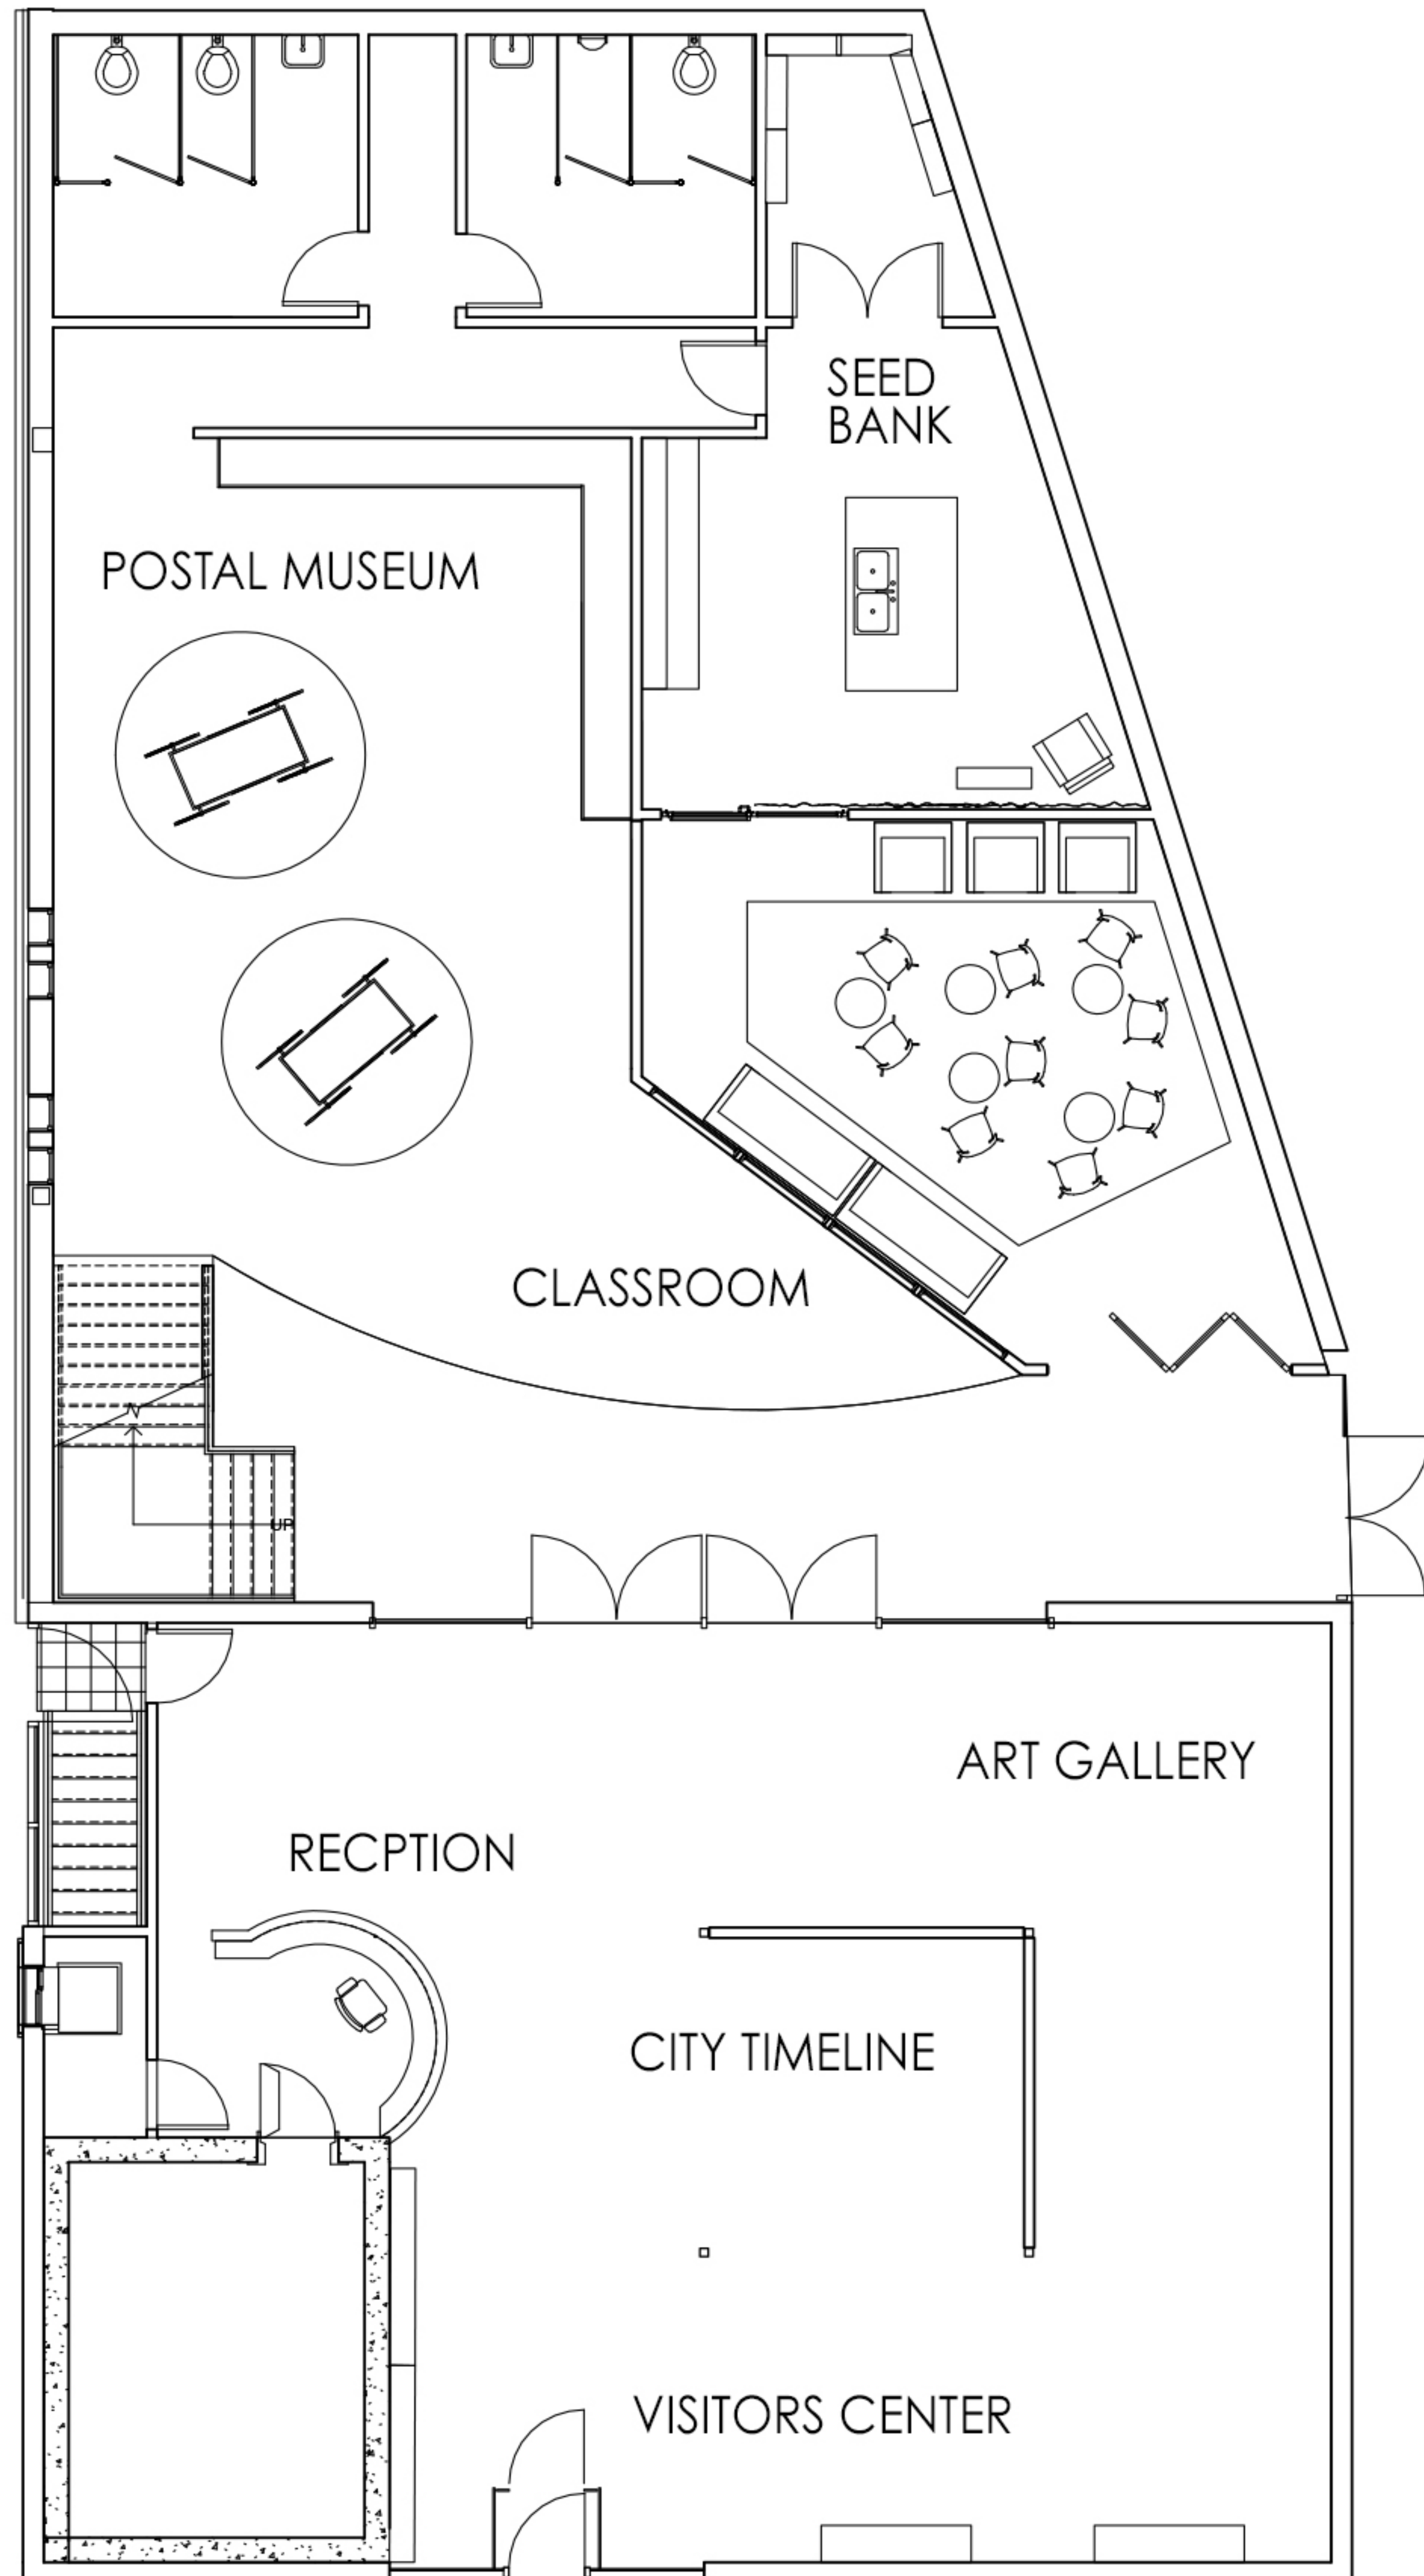 SEED
BANK
POSTAL MUSEUM
CLASSROOM
UP
ART GALLERY
RECPTION
CITY TIMELINE
VISITORS CENTER